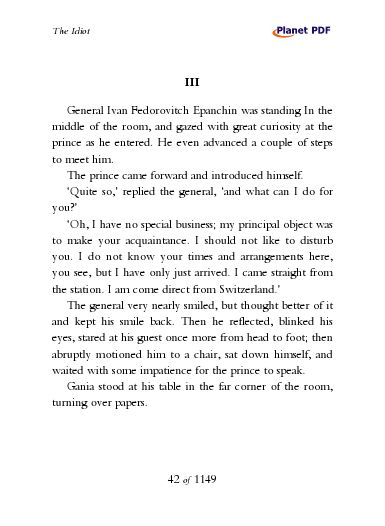 The Idiot
Planet PDF
III
General Ivan Fedorovitch Epanchin was standing In the
middle of the room, and gazed with great curiosity at the
prince as he entered. He even advanced a couple of steps
to meet him.
The prince came forward and introduced himself.
'Quite so,' replied the general, 'and what can I do for
you?'
'Oh, I have no special business; my principal object was
to make your acquaintance. I should not like to disturb
you. I do not know your times and arrangements here,
you see, but I have only just arrived. I came straight from
the station. I am come direct from Switzerland.'
The general very nearly smiled, but thought better of it
and kept his smile back. Then he reflected, blinked his
eyes, stared at his guest once more from head to foot; then
abruptly motioned him to a chair, sat down himself, and
waited with some impatience for the prince to speak.
Gania stood at his table in the far corner of the room,
turning over papers.
42 of 1149